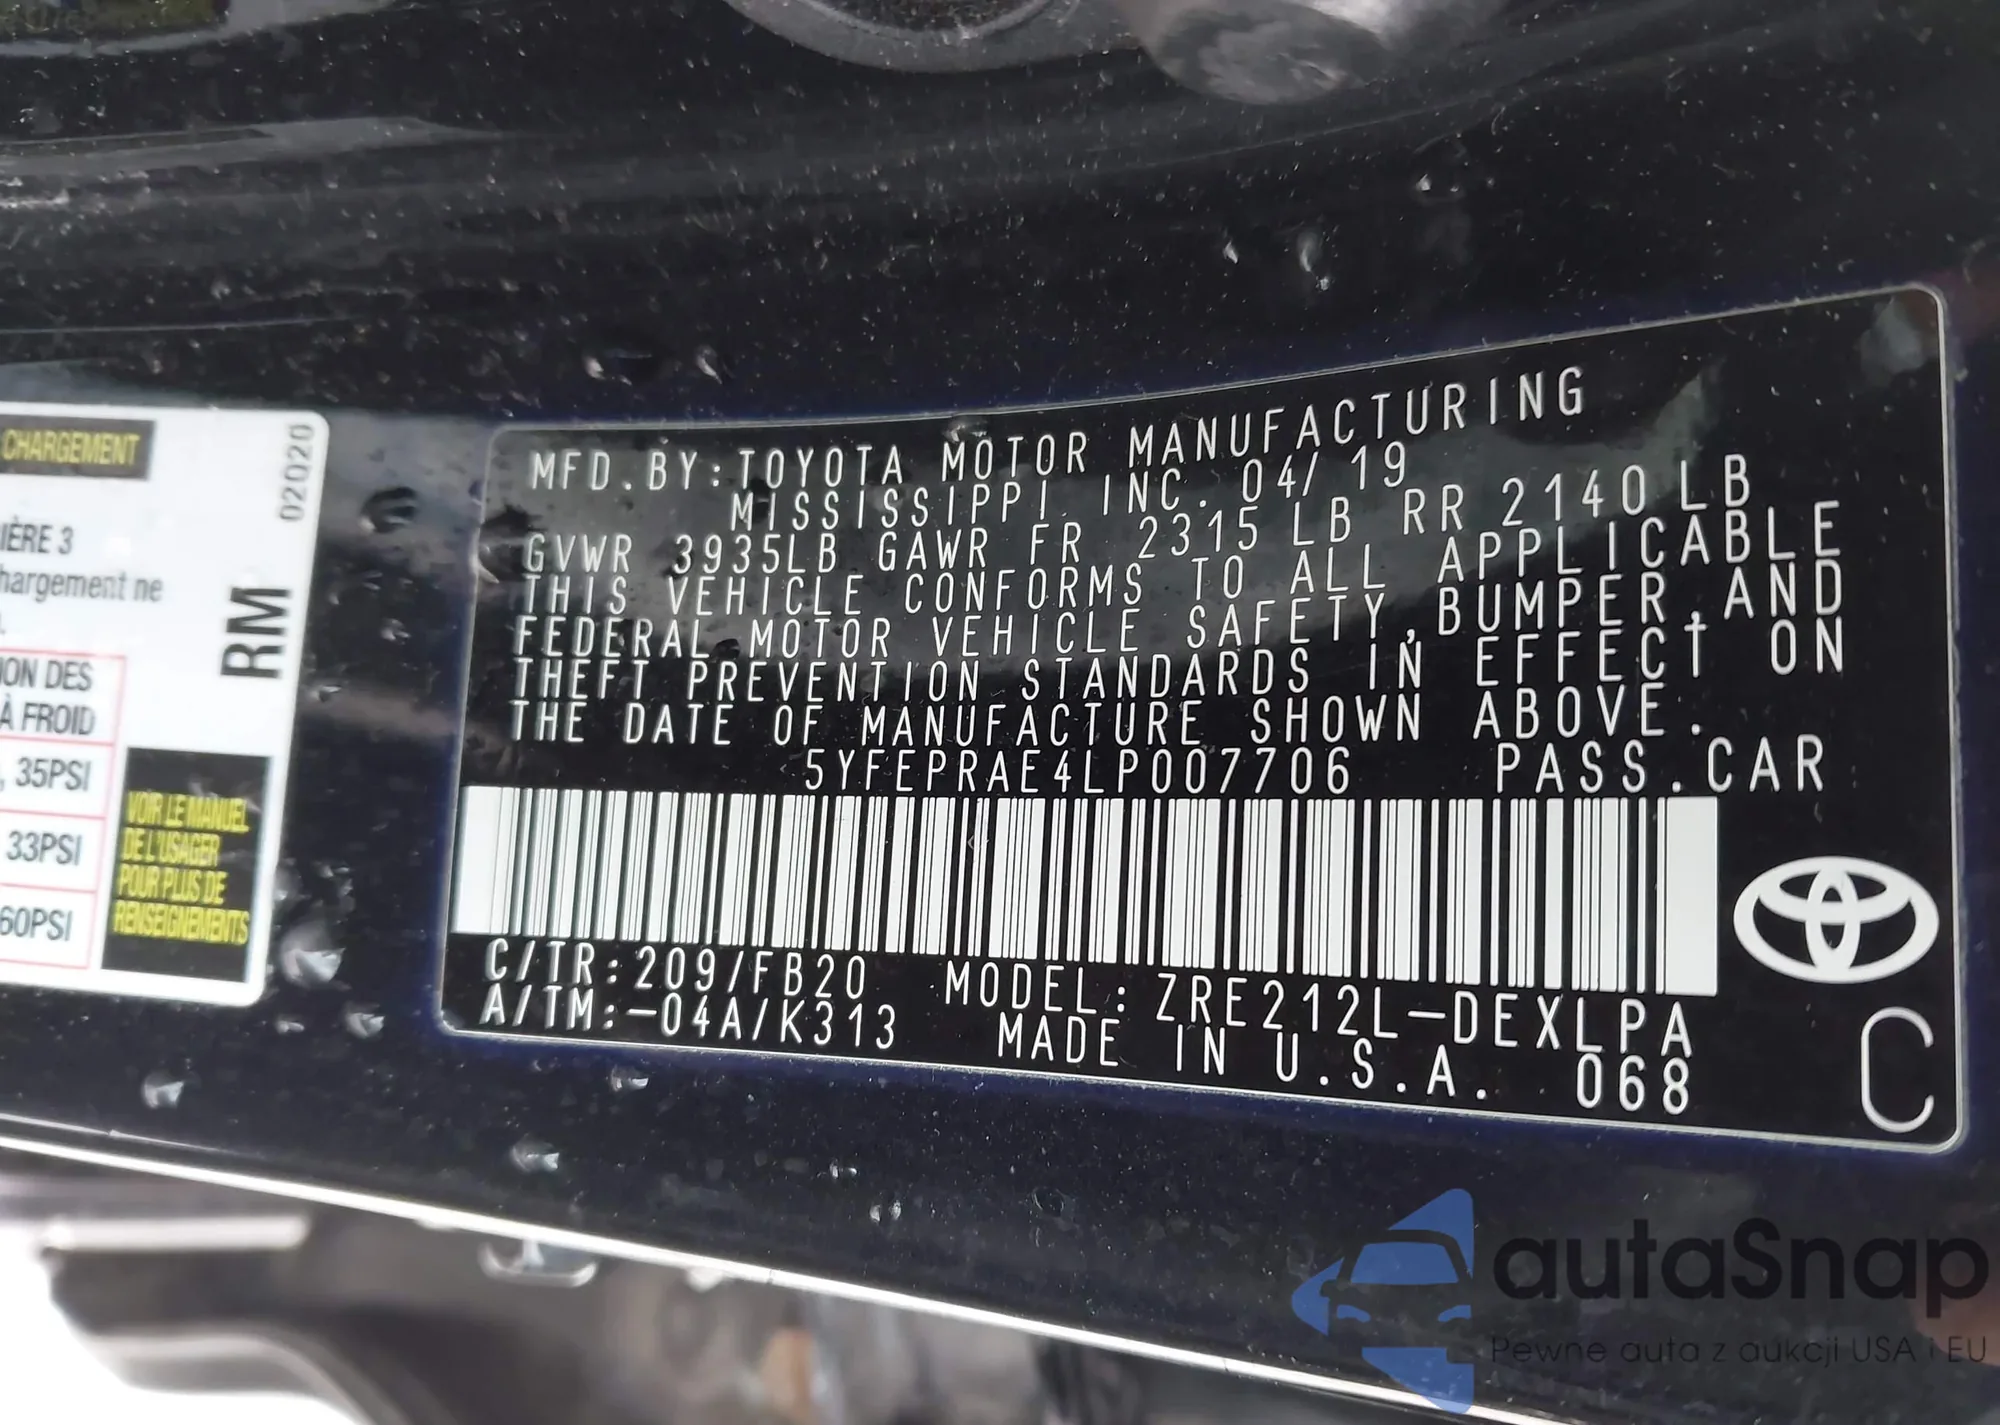 CHARGEMENT
02020
IÈRE 3
hargement ne
RM
ION DES
À FROID
, 35PSI
33PSI
60PSI
VOIR LE MANUEL
DE L'USAGER
POUR PLUS DE
RENSEIGNEMENTS
MFD.BY:TOYOTA MOTOR MANUFACTURING
MISSISSIPPI, INC. 04/19
GVWR 3935LB GAWR FR 2315 LB RR 2140 LB
THIS VEHICLE CONFORMS TO ALL APPLICABLE
FEDERAL MOTOR VEHICLE SAFETY,BUMPER,AND
THEFT PREVENTION STANDARDS IN EFFECT ON
THE DATE OF MANUFACTURE SHOWN ABOVE.
5YFEPRAE4LP007706 PASS.CAR
C/TR:209/FB20 MODEL:ZRE212L-DEXLPA
A/TM:-04A/K313 MADE IN U.S.A. 068
C
autaSnap
Pewne auta z aukcji USA i EU